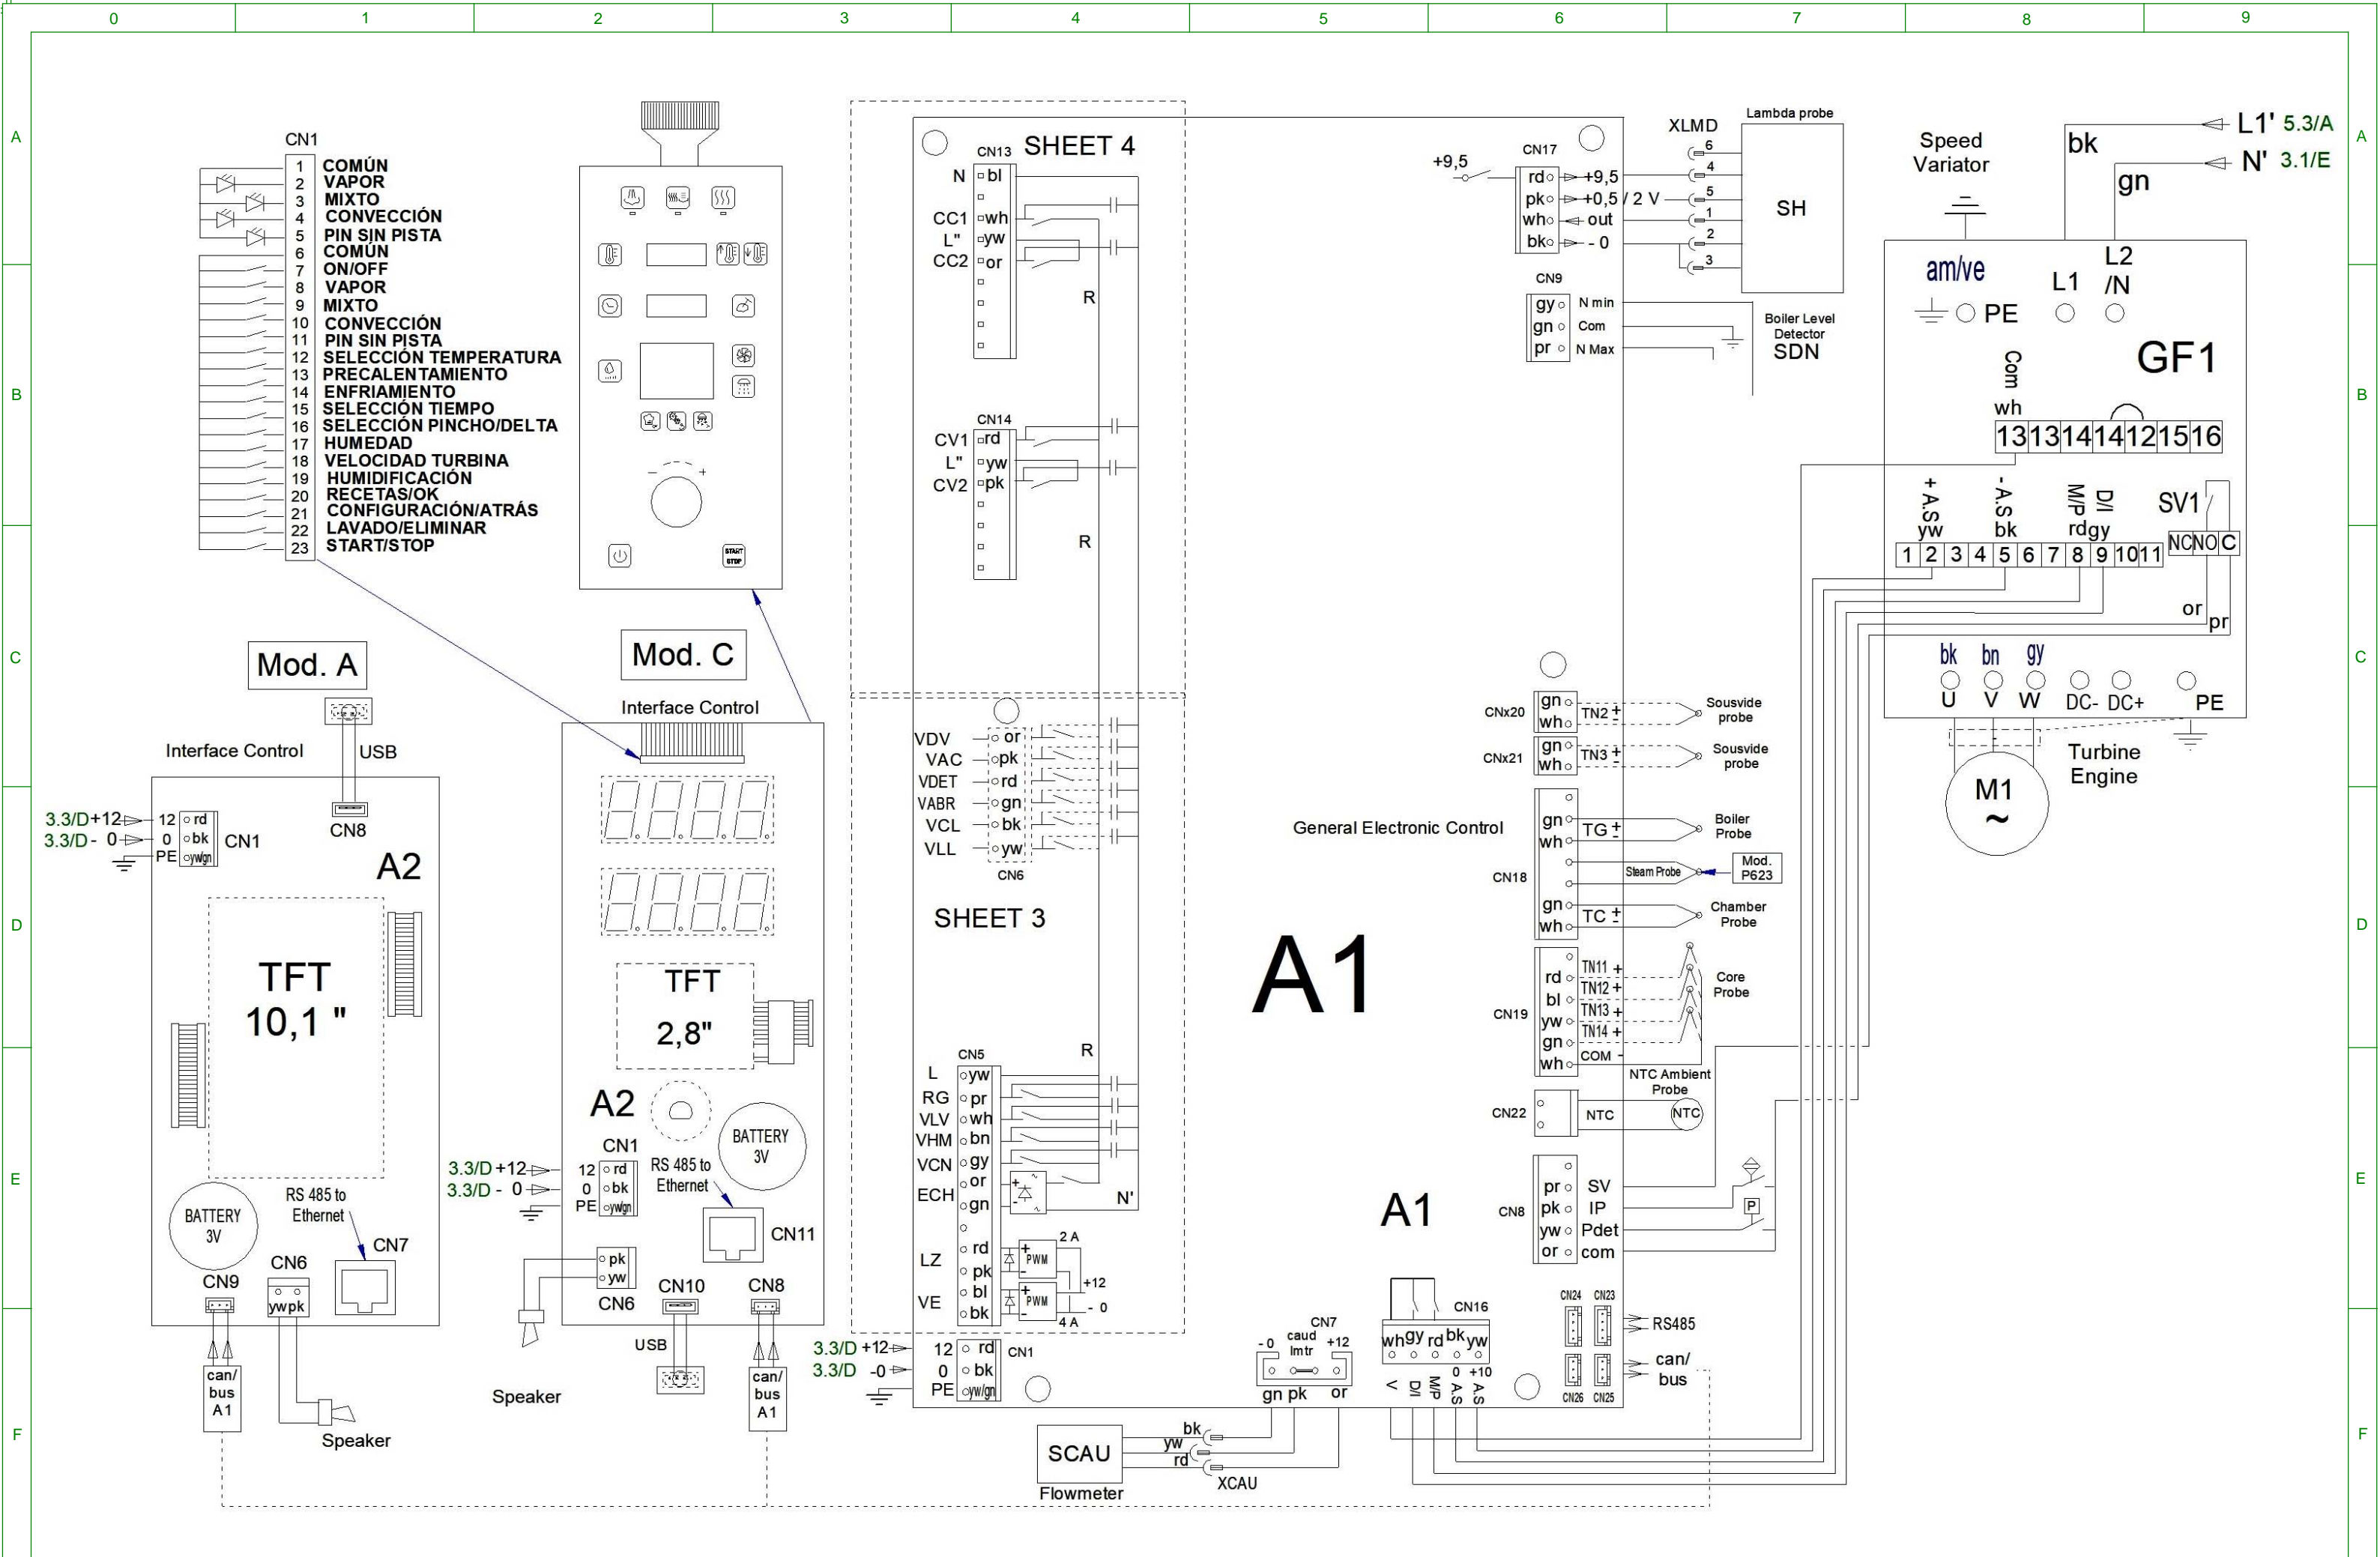 0 1 2 3 4 5 6 7 8 9
A
B
C
D
E
F
A
B
C
D
E
F
CN1
1 COMÚN
2 VAPOR
3 MIXTO
4 CONVECCIÓN
5 PIN SIN PISTA
6 COMÚN
7 ON/OFF
8 VAPOR
9 MIXTO
10 CONVECCIÓN
11 PIN SIN PISTA
12 SELECCIÓN TEMPERATURA
13 PRECALENTAMIENTO
14 ENFRIAMIENTO
15 SELECCIÓN TIEMPO
16 SELECCIÓN PINCHO/DELTA
17 HUMEDAD
18 VELOCIDAD TURBINA
19 HUMIDIFICACIÓN
20 RECETAS/OK
21 CONFIGURACIÓN/ATRÁS
22 LAVADO/ELIMINAR
23 START/STOP
- +
START
STOP
Mod. A
USB
Interface Control
CN8
3.3/D +12 12 rd
3.3/D - 0 0 bk CN1
PE yw/gn
A2
TFT
10,1 "
BATTERY
3V
RS 485 to
Ethernet
CN7
CN6
CN9
yw pk
can/
bus
A1
Speaker
Mod. C
Interface Control
TFT
2,8"
A2
BATTERY
3V
CN1
3.3/D +12 12 rd
3.3/D - 0 0 bk
PE yw/gn
RS 485 to
Ethernet
CN11
pk
yw
CN6
CN10
CN8
USB
can/
bus
A1
Speaker
SHEET 4
CN13
N bl
CC1 wh
L" yw
CC2 or
R
CN14
CV1 rd
L" yw
CV2 pk
R
VDV or
VAC pk
VDET rd
VABR gn
VCL bk
VLL yw
CN6
SHEET 3
R
CN5
L yw
RG pr
VLV wh
VHM bn
VCN gy
ECH or + ~
gn - ~
N'
LZ rd + PWM 2 A
pk -
VE bl + PWM +12
bk - 4 A - 0
3.3/D +12 12 rd CN1
3.3/D -0 0 bk
PE yw/gn
General Electronic Control
A1
A1
+9,5
CN17
rd +9,5
pk +0,5 / 2 V
wh out
bk - 0
XLMD
6
4
5
1
2
3
Lambda probe
SH
CN9
gy N min
gn Com
pr N Max
Boiler Level
Detector
SDN
CNx20
gn TN2 +
wh -
Sousvide
probe
CNx21
gn TN3 +
wh -
Sousvide
probe
CN18
gn TG +
wh -
Boiler
Probe
Steam Probe
Mod.
P623
gn TC +
wh -
Chamber
Probe
CN19
rd TN11 +
bl TN12 +
yw TN13 +
gn TN14 +
wh COM -
Core
Probe
NTC Ambient
Probe
CN22 NTC NTC
CN8
pr SV
pk IP
yw Pdet
or com
P
CN24 CN23
RS485
can/
bus
CN26 CN25
CN16
wh gy rd bk yw
0 +10
V D/I M/P A.S A.S
CN7
- 0 caud
lmtr +12
gn pk or
SCAU
Flowmeter
bk
yw
rd
XCAU
Speed
Variator
L1' 5.3/A
N' 3.1/E
bk
gn
am/ve
PE
L1
L2
/N
GF1
Com
wh
13 13 14 14 12 15 16
+ A.S
yw
- A.S
bk
M/P
rd
D/I
gy
SV1
1 2 3 4 5 6 7 8 9 10 11
NC NO C
or
pr
bk bn gy
U V W DC- DC+ PE
Turbine
Engine
M1
~